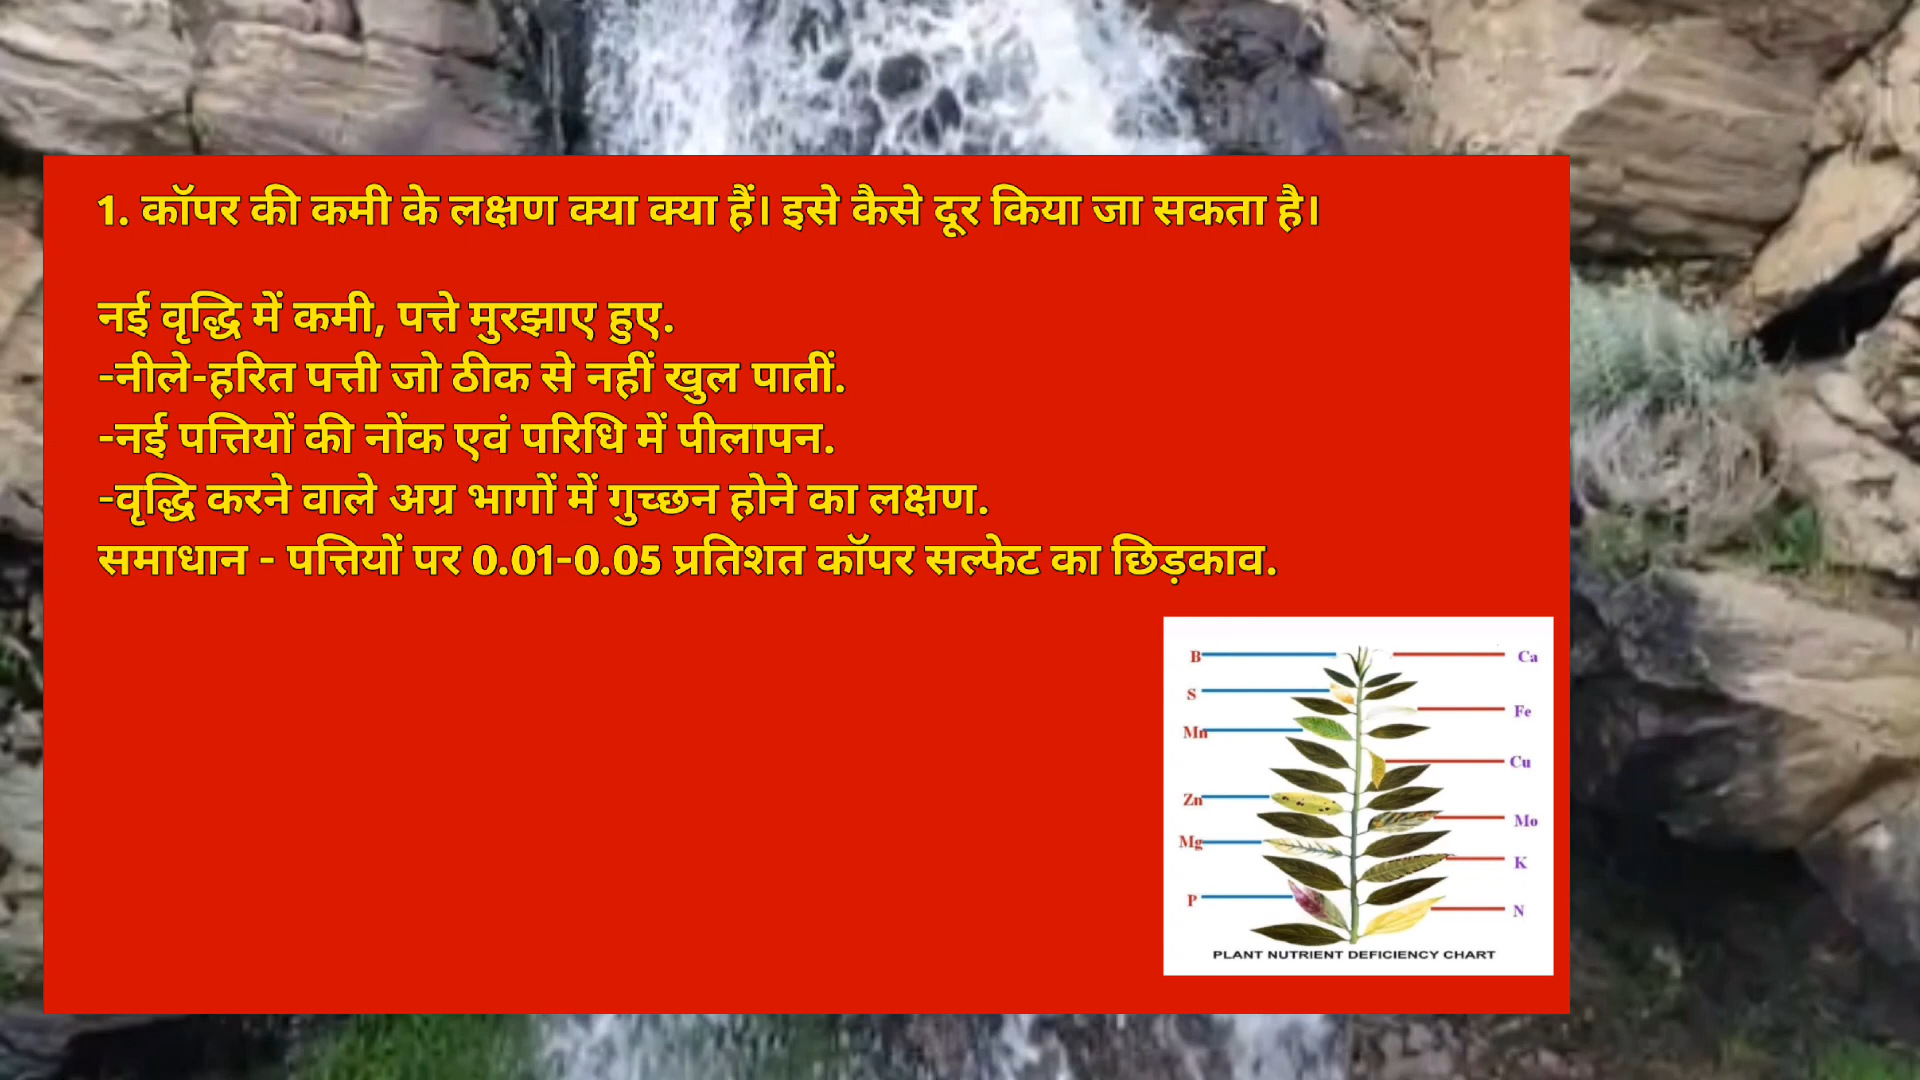 1. कॉपर की कमी के लक्षण क्या क्या हैं। इसे कैसे दूर किया जा सकता है।
नई वृद्धि में कमी, पत्ते मुरझाए हुए.
-नीले-हरित पत्ती जो ठीक से नहीं खुल पातीं.
-नई पत्तियों की नोंक एवं परिधि में पीलापन.
-वृद्धि करने वाले अग्र भागों में गुच्छन होने का लक्षण.
समाधान - पत्तियों पर 0.01-0.05 प्रतिशत कॉपर सल्फेट का छिड़काव.
B
Ca
S
Fe
Mn
Cu
Zn
Mo
Mg
K
P
N
PLANT NUTRIENT DEFICIENCY CHART